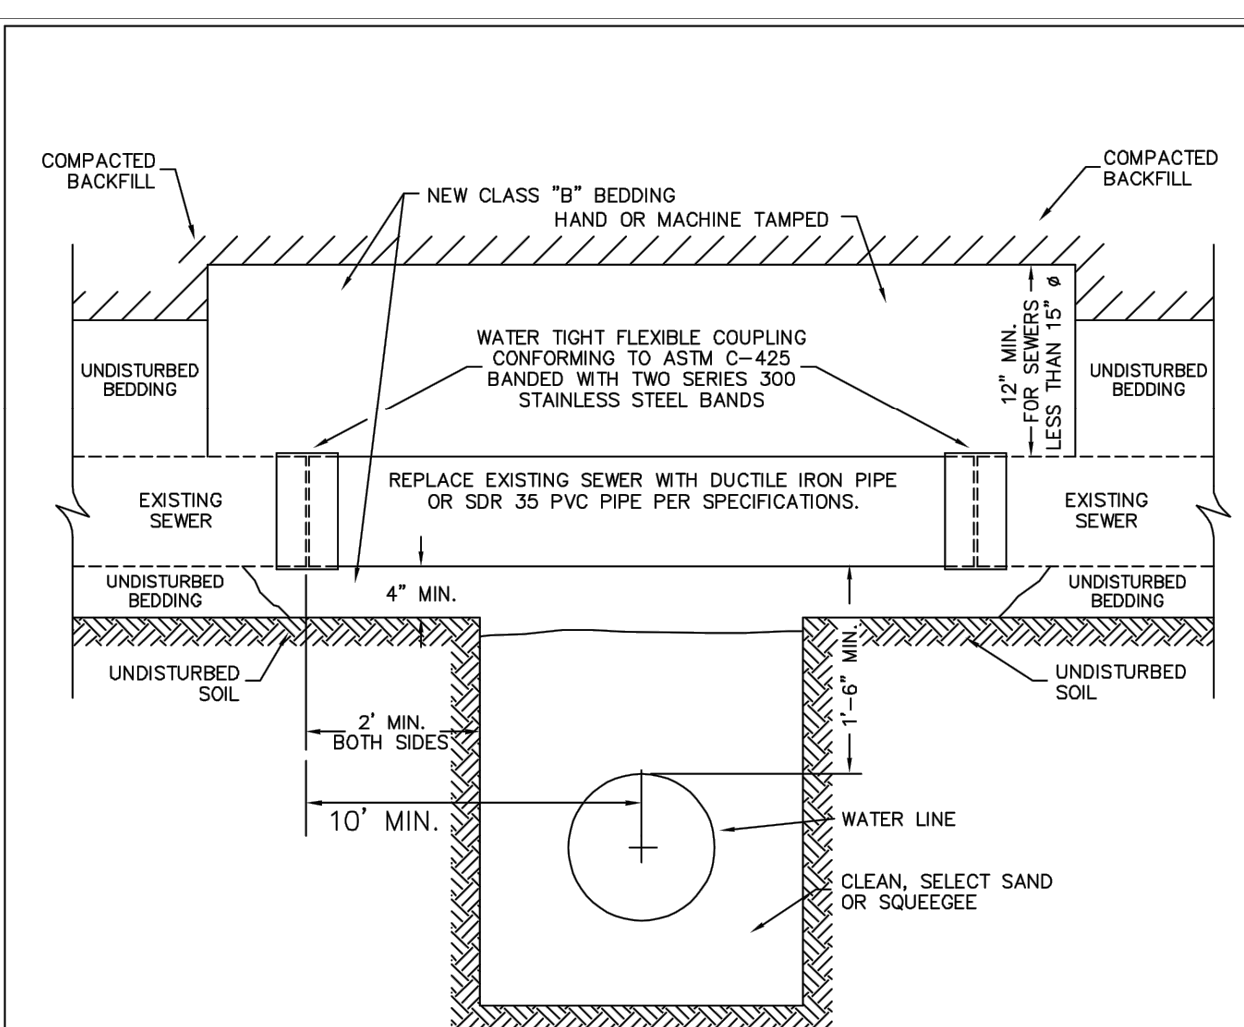 COMPACTED
BACKFILL
COMPACTED
BACKFILL
NEW CLASS "B" BEDDING
HAND OR MACHINE TAMPED
WATER TIGHT FLEXIBLE COUPLING
CONFORMING TO ASTM C-425
BANDED WITH TWO SERIES 300
STAINLESS STEEL BANDS
12" MIN.
FOR SEWERS
LESS THAN 15" ø
UNDISTURBED
BEDDING
UNDISTURBED
BEDDING
REPLACE EXISTING SEWER WITH DUCTILE IRON PIPE
OR SDR 35 PVC PIPE PER SPECIFICATIONS.
EXISTING
SEWER
EXISTING
SEWER
UNDISTURBED
BEDDING
4" MIN.
UNDISTURBED
BEDDING
UNDISTURBED
SOIL
1'-6" MIN.
UNDISTURBED
SOIL
2' MIN.
BOTH SIDES
10' MIN.
WATER LINE
CLEAN, SELECT SAND
OR SQUEEGEE